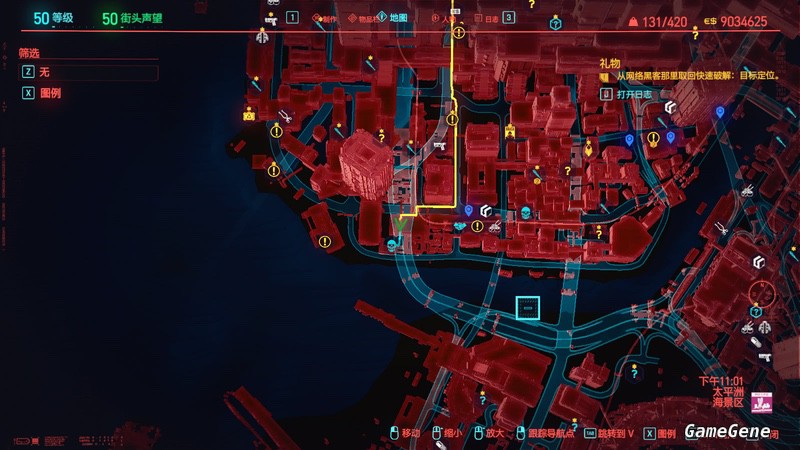 50 等级
50 街头声望
1
制作
物品栏
地图
日志
3
131/420
€$ 9034625
筛选
Z 无
X 图例
礼物
从网络黑客那里取回快速破解：目标定位。
打开日志
下午11:01
太平洲
海景区
移动
缩小
放大
跟踪导航点
TAB 跳转到 V
X 图例
闭
GameGene